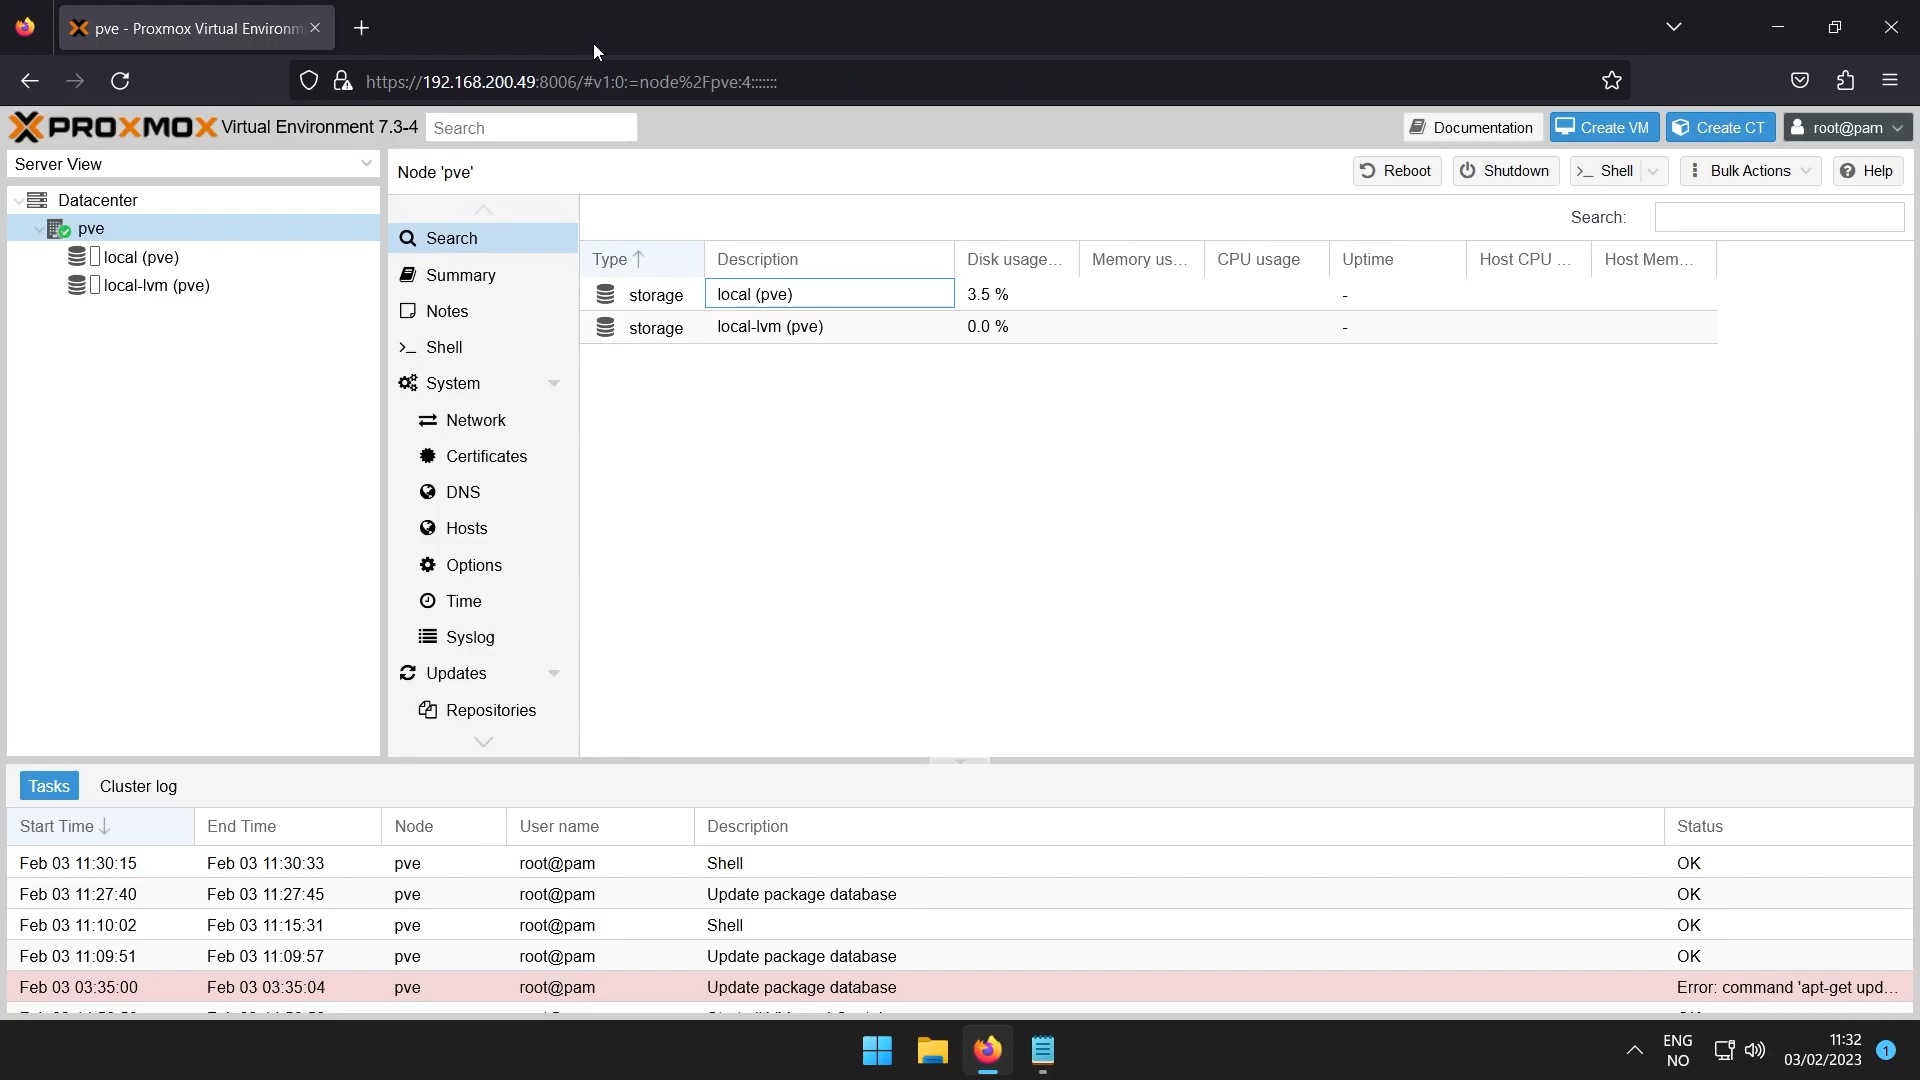 pve - Proxmox Virtual Environm
https://192.168.200.49:8006/#v1:0:=node%2Fpve:4:::::::
PROXMOX Virtual Environment 7.3-4
Search
Documentation
Create VM
Create CT
root@pam
Server View
Node 'pve'
Reboot
Shutdown
Shell
Bulk Actions
Help
Datacenter
pve
local (pve)
local-lvm (pve)
Search
Summary
Notes
Shell
System
Network
Certificates
DNS
Hosts
Options
Time
Syslog
Updates
Repositories
Search:
Type Description Disk usage... Memory us... CPU usage Uptime Host CPU ... Host Mem...
storage local (pve) 3.5 % -
storage local-lvm (pve) 0.0 % -
Tasks Cluster log
Start Time End Time Node User name Description Status
Feb 03 11:30:15 Feb 03 11:30:33 pve root@pam Shell OK
Feb 03 11:27:40 Feb 03 11:27:45 pve root@pam Update package database OK
Feb 03 11:10:02 Feb 03 11:15:31 pve root@pam Shell OK
Feb 03 11:09:51 Feb 03 11:09:57 pve root@pam Update package database OK
Feb 03 03:35:00 Feb 03 03:35:04 pve root@pam Update package database Error: command 'apt-get upd...
ENG
NO
11:32
03/02/2023
1